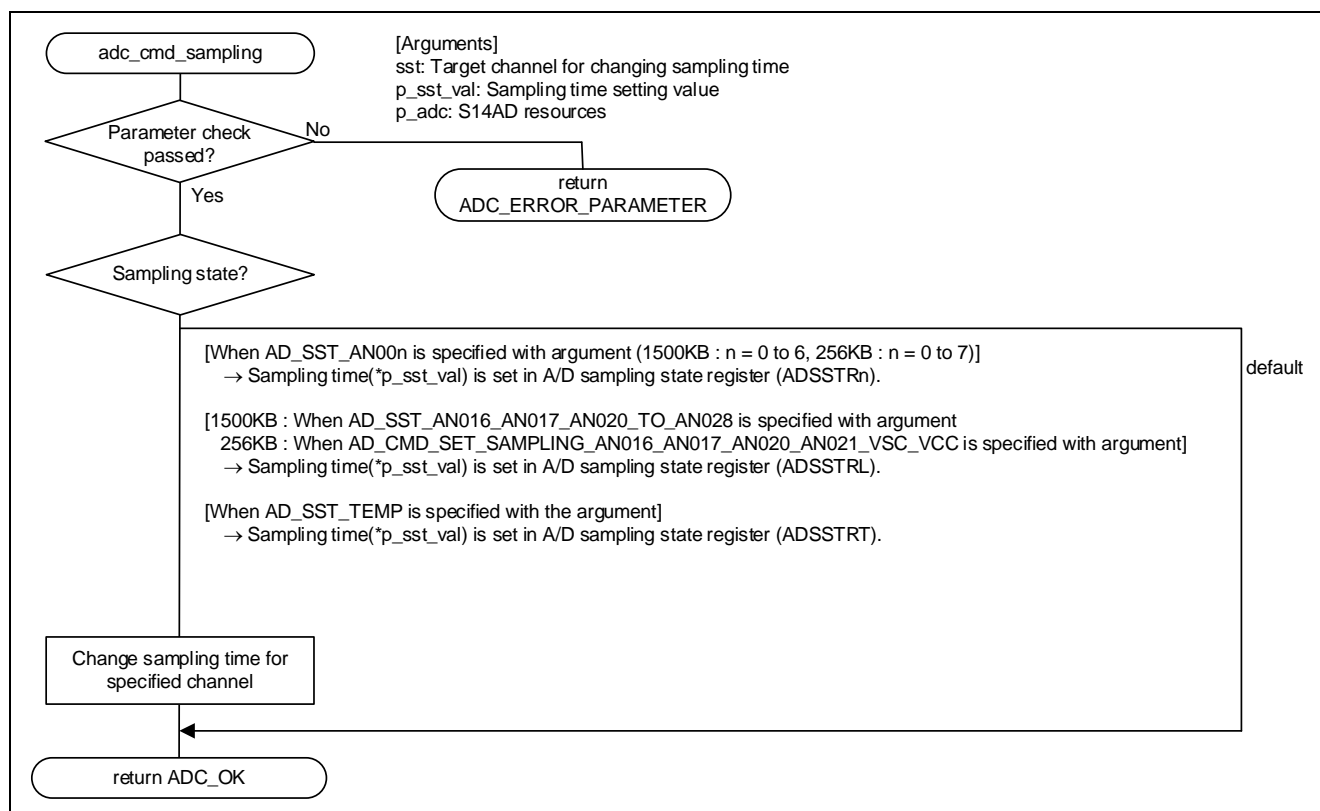 adc_cmd_sampling
[Arguments]
sst: Target channel for changing sampling time
p_sst_val: Sampling time setting value
p_adc: S14AD resources
Parameter check
passed?
No
return
ADC_ERROR_PARAMETER
Yes
Sampling state?
[When AD_SST_AN00n is specified with argument (1500KB : n = 0 to 6, 256KB : n = 0 to 7)]
→ Sampling time(*p_sst_val) is set in A/D sampling state register (ADSSTRn).
default
[1500KB : When AD_SST_AN016_AN017_AN020_TO_AN028 is specified with argument
256KB : When AD_CMD_SET_SAMPLING_AN016_AN017_AN020_AN021_VSC_VCC is specified with argument]
→ Sampling time(*p_sst_val) is set in A/D sampling state register (ADSSTRL).
[When AD_SST_TEMP is specified with the argument]
→ Sampling time(*p_sst_val) is set in A/D sampling state register (ADSSTRT).
Change sampling time for
specified channel
return ADC_OK